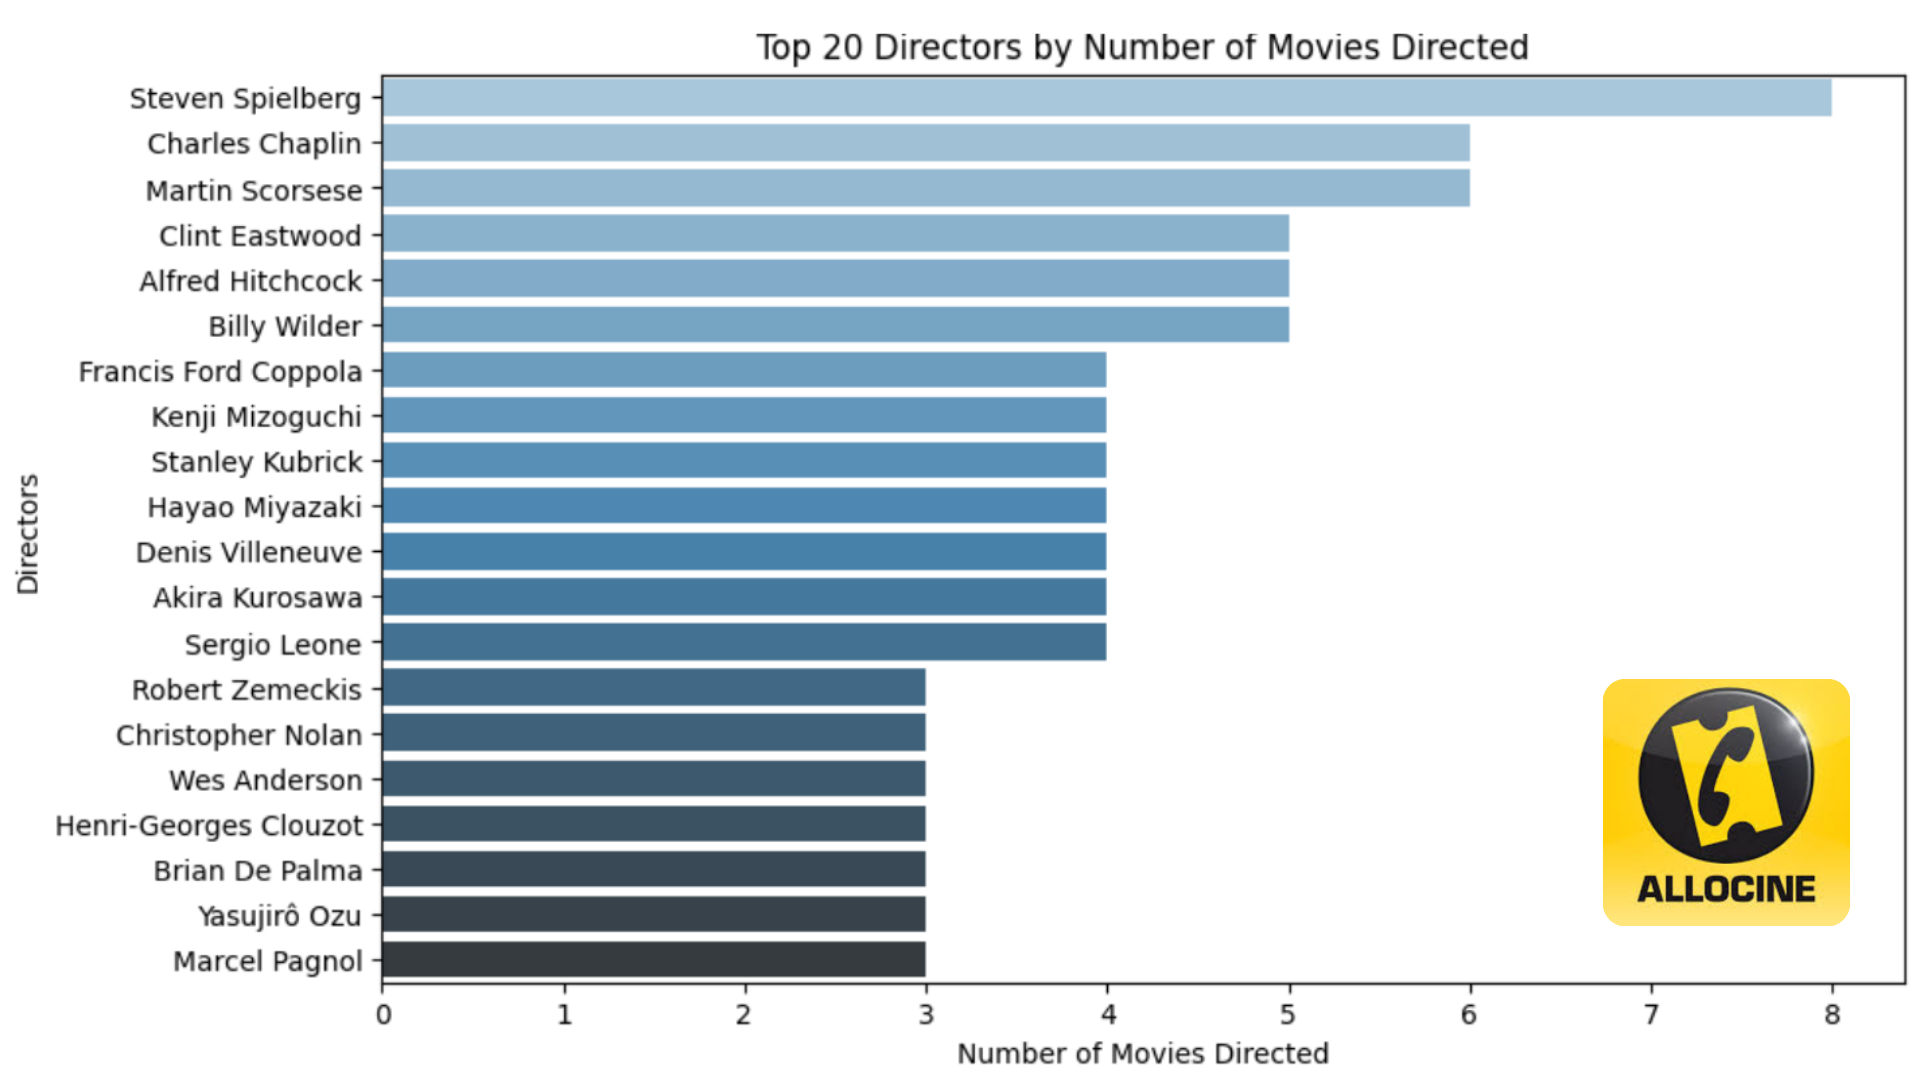 Top 20 Directors by Number of Movies Directed
Steven Spielberg
Charles Chaplin
Martin Scorsese
Clint Eastwood
Alfred Hitchcock
Billy Wilder
Francis Ford Coppola
Kenji Mizoguchi
Stanley Kubrick
Hayao Miyazaki
Denis Villeneuve
Akira Kurosawa
Sergio Leone
Robert Zemeckis
Christopher Nolan
Wes Anderson
Henri-Georges Clouzot
Brian De Palma
Yasujirô Ozu
Marcel Pagnol
Directors
0 1 2 3 4 5 6 7 8
Number of Movies Directed
ALLOCINE